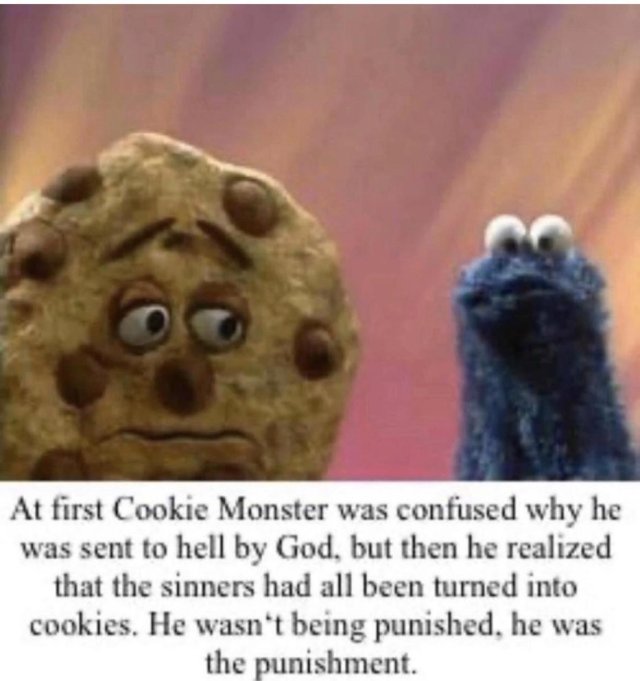 At first Cookie Monster was confused why he
was sent to hell by God, but then he realized
that the sinners had all been turned into
cookies. He wasn‘t being punished, he was
the punishment.